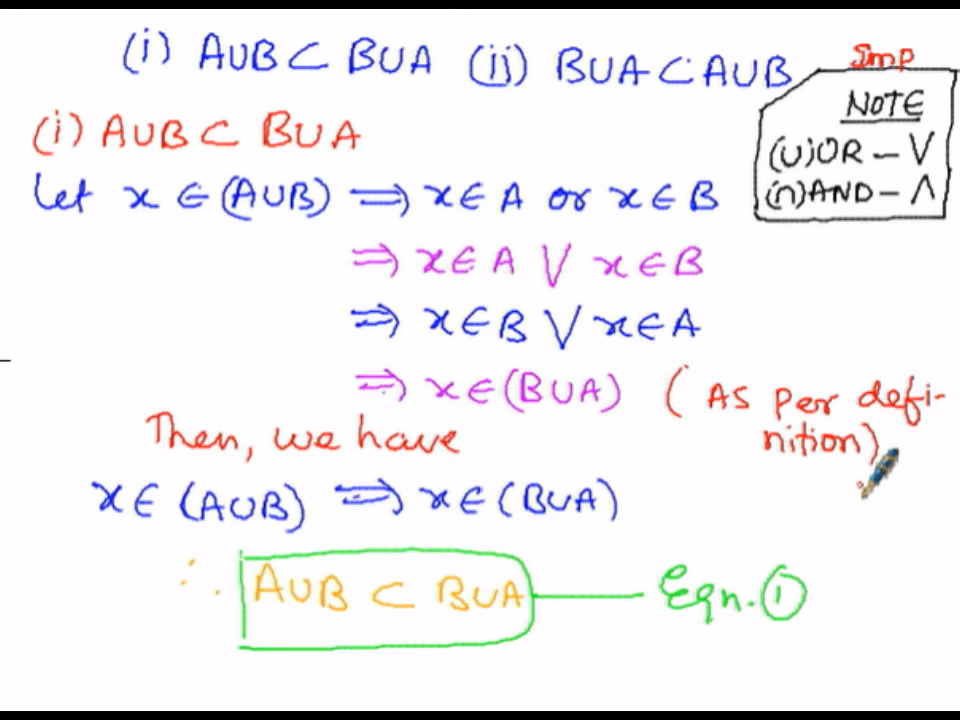 (i) A∪B ⊂ B∪A (ii) B∪A ⊂ A∪B
Imp
NOTE
(∪) OR – ∨
(∩) AND – ∧
(i) A∪B ⊂ B∪A
Let x ∈ (A∪B) ⇒ x ∈ A or x ∈ B
⇒ x ∈ A ∨ x ∈ B
⇒ x ∈ B ∨ x ∈ A
⇒ x ∈ (B∪A) (As per defi-
nition)
Then, we have
x ∈ (A∪B) ⇒ x ∈ (B∪A)
∴ A∪B ⊂ B∪A — Eqn. ①